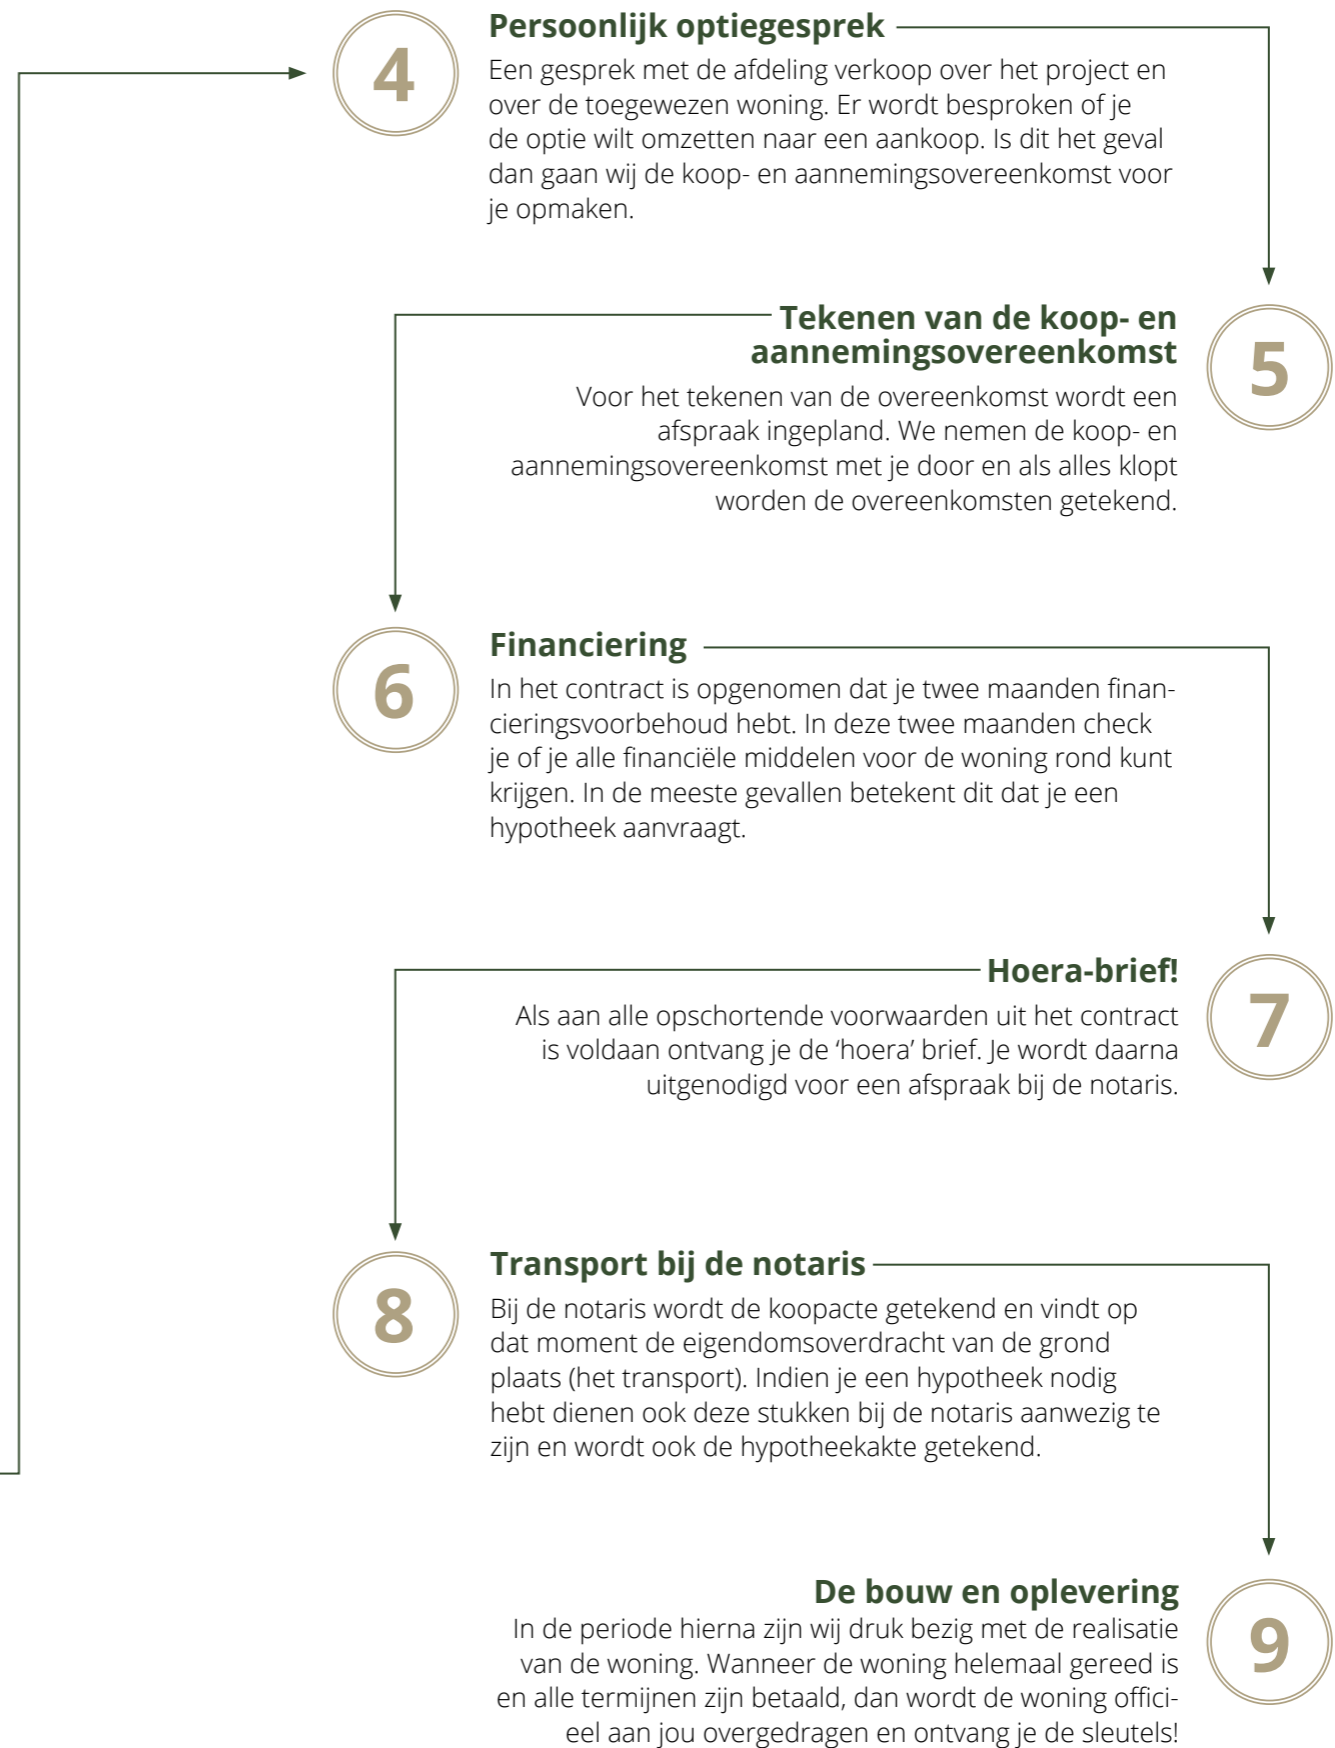 4
Persoonlijk optiegesprek
Een gesprek met de afdeling verkoop over het project en
over de toegewezen woning. Er wordt besproken of je
de optie wilt omzetten naar een aankoop. Is dit het geval
dan gaan wij de koop- en aannemingsovereenkomst voor
je opmaken.
5
Tekenen van de koop- en
aannemingsovereenkomst
Voor het tekenen van de overeenkomst wordt een
afspraak ingepland. We nemen de koop- en
aannemingsovereenkomst met je door en als alles klopt
worden de overeenkomsten getekend.
6
Financiering
In het contract is opgenomen dat je twee maanden finan-
cieringsvoorbehoud hebt. In deze twee maanden check
je of je alle financiële middelen voor de woning rond kunt
krijgen. In de meeste gevallen betekent dit dat je een
hypotheek aanvraagt.
7
Hoera-brief!
Als aan alle opschortende voorwaarden uit het contract
is voldaan ontvang je de ‘hoera’ brief. Je wordt daarna
uitgenodigd voor een afspraak bij de notaris.
8
Transport bij de notaris
Bij de notaris wordt de koopacte getekend en vindt op
dat moment de eigendomsoverdracht van de grond
plaats (het transport). Indien je een hypotheek nodig
hebt dienen ook deze stukken bij de notaris aanwezig te
zijn en wordt ook de hypotheekakte getekend.
9
De bouw en oplevering
In de periode hierna zijn wij druk bezig met de realisatie
van de woning. Wanneer de woning helemaal gereed is
en alle termijnen zijn betaald, dan wordt de woning offici-
eel aan jou overgedragen en ontvang je de sleutels!